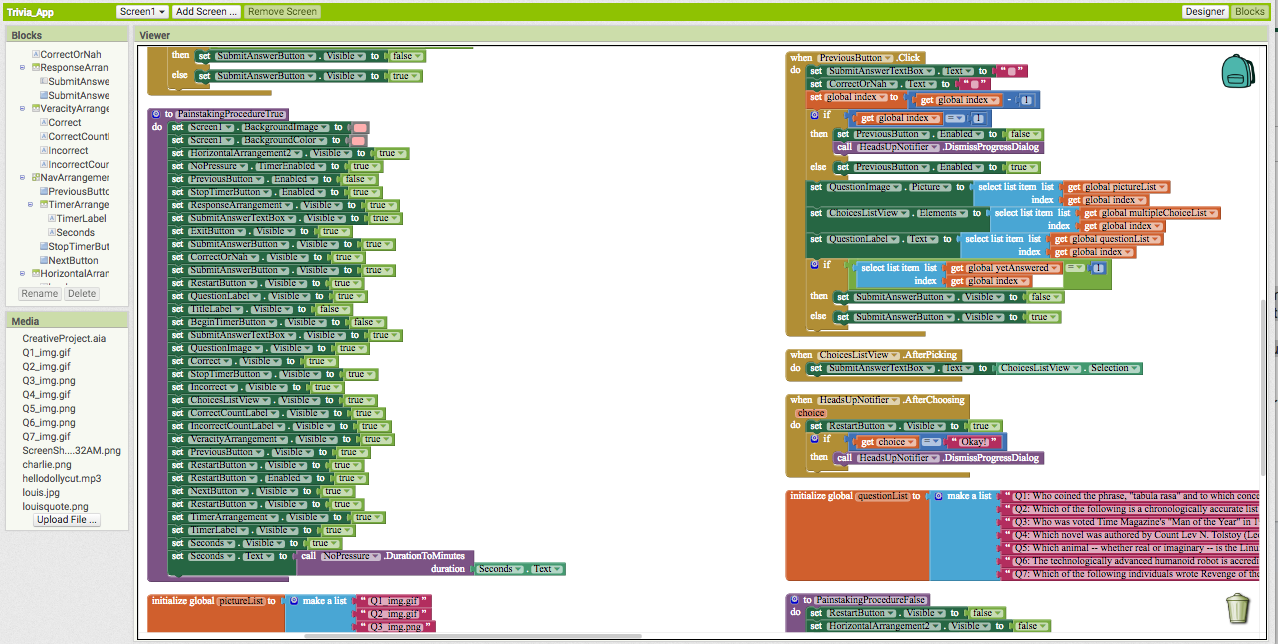 Trivia_App
Screen1 ▾ Add Screen ... Remove Screen
Designer Blocks
Blocks
CorrectOrNah
ResponseArran
SubmitAnswe
SubmitAnswe
VeracityArrange
Correct
CorrectCount
Incorrect
IncorrectCour
NavArrangemer
PreviousButtc
TimerArrange
TimerLabel
Seconds
StopTimerBut
NextButton
HorizontalArran
Rename Delete
Media
CreativeProject.aia
Q1_img.gif
Q2_img.gif
Q3_img.png
Q4_img.gif
Q5_img.png
Q6_img.png
Q7_img.gif
ScreenSh....32AM.png
charlie.png
hellodollycut.mp3
louis.jpg
louisquote.png
Upload File ...
Viewer
then set SubmitAnswerButton . Visible to false
else set SubmitAnswerButton . Visible to true
to PainstakingProcedureTrue
do set Screen1 . BackgroundImage to
set Screen1 . BackgroundColor to
set HorizontalArrangement2 . Visible to true
set NoPressure . TimerEnabled to true
set PreviousButton . Enabled to false
set StopTimerButton . Enabled to true
set ResponseArrangement . Visible to true
set SubmitAnswerTextBox . Visible to true
set ExitButton . Visible to true
set SubmitAnswerButton . Visible to true
set CorrectOrNah . Visible to true
set SubmitAnswerButton . Visible to true
set RestartButton . Visible to true
set QuestionLabel . Visible to true
set TitleLabel . Visible to false
set BeginTimerButton . Visible to false
set SubmitAnswerTextBox . Visible to true
set QuestionImage . Visible to true
set Correct . Visible to true
set StopTimerButton . Visible to true
set Incorrect . Visible to true
set ChoicesListView . Visible to true
set CorrectCountLabel . Visible to true
set IncorrectCountLabel . Visible to true
set VeracityArrangement . Visible to true
set PreviousButton . Visible to true
set RestartButton . Visible to true
set RestartButton . Enabled to true
set NextButton . Visible to true
set RestartButton . Visible to true
set TimerArrangement . Visible to true
set TimerLabel . Visible to true
set Seconds . Visible to true
set Seconds . Text to call NoPressure .DurationToMinutes
duration Seconds . Text
initialize global pictureList to make a list " Q1_img.gif "
" Q2_img.gif "
" Q3_img.png "
when PreviousButton .Click
do set SubmitAnswerTextBox . Text to " "
set CorrectOrNah . Text to " "
set global index to get global index - 1
if get global index = 1
then set PreviousButton . Enabled to false
call HeadsUpNotifier .DismissProgressDialog
else set PreviousButton . Enabled to true
set QuestionImage . Picture to select list item list get global pictureList
index get global index
set ChoicesListView . Elements to select list item list get global multipleChoiceList
index get global index
set QuestionLabel . Text to select list item list get global questionList
index get global index
if select list item list get global yetAnswered = 1
index get global index
then set SubmitAnswerButton . Visible to false
else set SubmitAnswerButton . Visible to true
when ChoicesListView .AfterPicking
do set SubmitAnswerTextBox . Text to ChoicesListView . Selection
when HeadsUpNotifier .AfterChoosing
choice
do set RestartButton . Visible to true
if get choice = " Okay! "
then call HeadsUpNotifier .DismissProgressDialog
initialize global questionList to make a list " Q1: Who coined the phrase, "tabula rasa" and to which conce
" Q2: Which of the following is a chronologically accurate list
" Q3: Who was voted Time Magazine's "Man of the Year" in 1
" Q4: Which novel was authored by Count Lev N. Tolstoy (Le
" Q5: Which animal -- whether real or imaginary -- is the Linu
" Q6: The technologically advanced humanoid robot is accredi
" Q7: Which of the following individuals wrote Revenge of the
to PainstakingProcedureFalse
do set RestartButton . Visible to false
set HorizontalArrangement2 . Visible to false